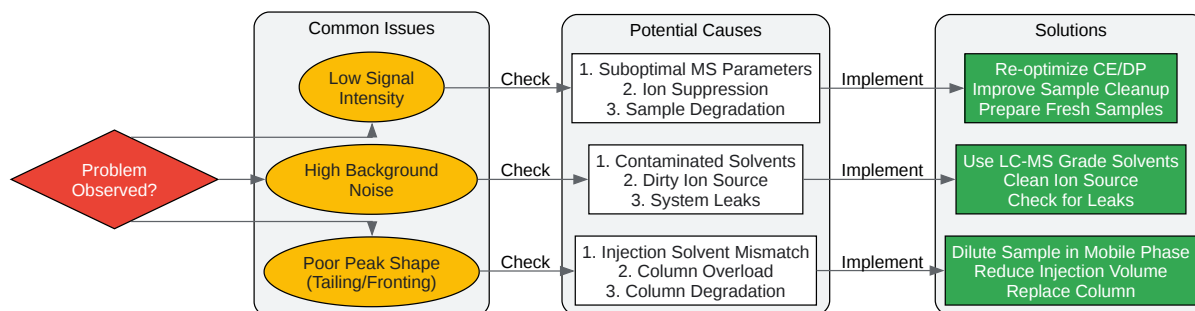 Common Issues
Potential Causes
Solutions
Problem
Observed?
Low Signal
Intensity
Check
1. Suboptimal MS Parameters
2. Ion Suppression
3. Sample Degradation
Implement
Re-optimize CE/DP
Improve Sample Cleanup
Prepare Fresh Samples
High Background
Noise
Check
1. Contaminated Solvents
2. Dirty Ion Source
3. System Leaks
Implement
Use LC-MS Grade Solvents
Clean Ion Source
Check for Leaks
Poor Peak Shape
(Tailing/Fronting)
Check
1. Injection Solvent Mismatch
2. Column Overload
3. Column Degradation
Implement
Dilute Sample in Mobile Phase
Reduce Injection Volume
Replace Column